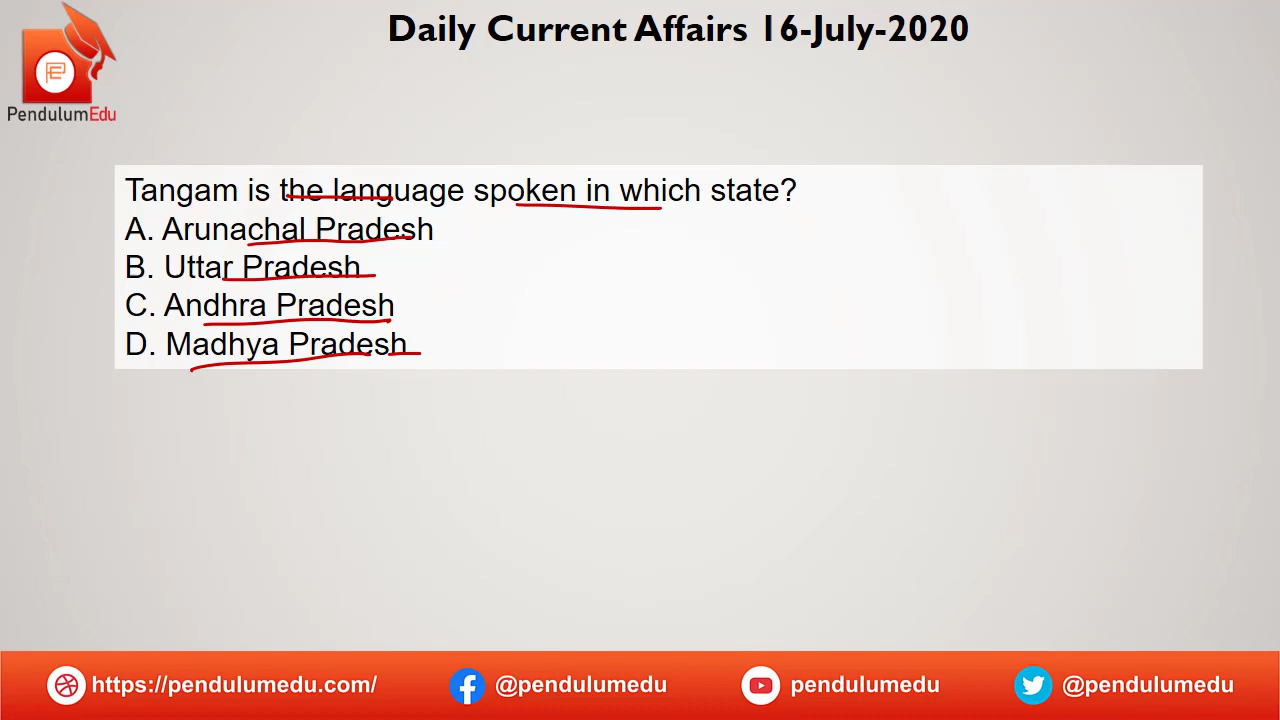 Daily Current Affairs 16-July-2020
PendulumEdu
Tangam is the language spoken in which state?
A. Arunachal Pradesh
B. Uttar Pradesh
C. Andhra Pradesh
D. Madhya Pradesh
https://pendulumedu.com/ @pendulumedu pendulumedu @pendulumedu